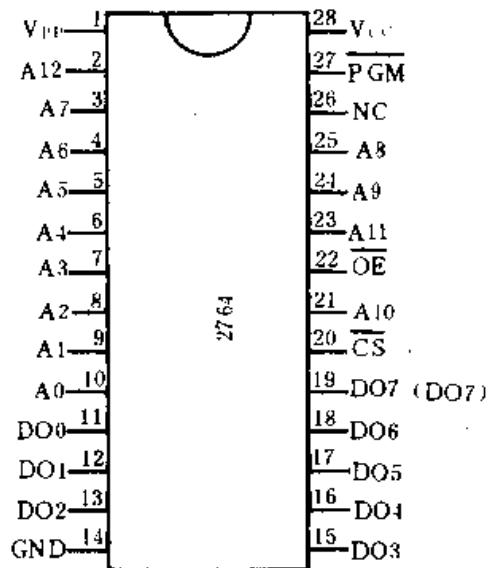 VPP 1 28 VCC
A12 2 27 PGM
A7 3 26 NC
A6 4 25 A8
A5 5 24 A9
A4 6 23 A11
A3 7 22 OE
A2 8 21 A10
A1 9 20 CS
A0 10 19 DO7 (DO7)
DO0 11 18 DO6
DO1 12 17 DO5
DO2 13 16 DO4
GND 14 15 DO3
2764